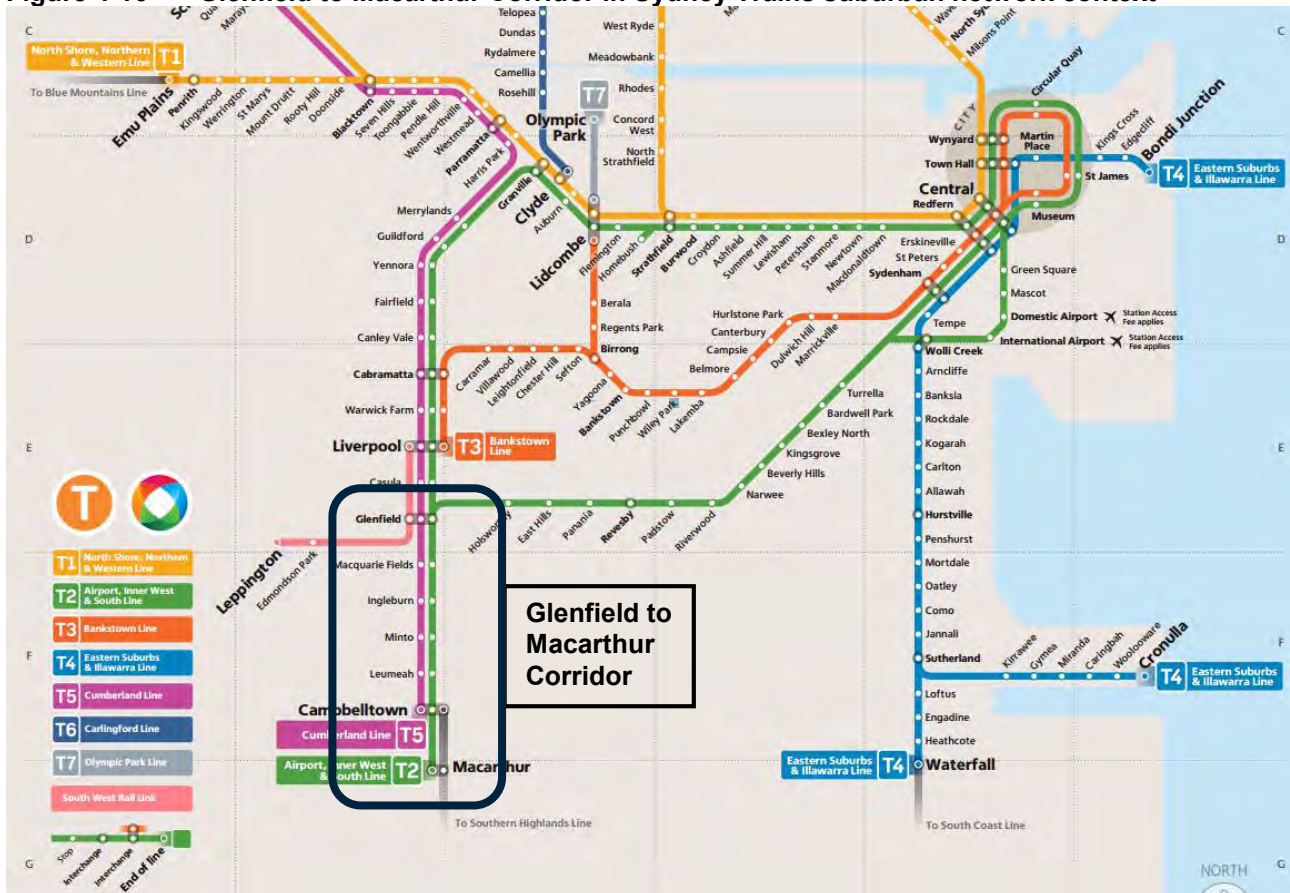 Figure 1-10 Glenfield to Macarthur Corridor in Sydney Trains suburban network context
C
C
North Shore, Northern
& Western Line
T1
To Blue Mountains Line
Emu Plains
Penrith
Kingswood
Werrington
St Marys
Mount Druitt
Rooty Hill
Doonside
Blacktown
Seven Hills
Toongabbie
Pendle Hill
Wentworthville
Westmead
Parramatta
Harris Park
Telopea
Dundas
Rydalmere
Camellia
Rosehill
T7
Olympic
Park
West Ryde
Meadowbank
Rhodes
Concord
West
North
Strathfield
Milsons Point
CITY
Circular Quay
Wynyard
Town Hall
Martin
Place
St James
Museum
Central
Redfern
Kings Cross
Edgecliff
Bondi Junction
T4
Eastern Suburbs
& Illawarra Line
Granville
Clyde
Auburn
Lidcombe
Flemington
Homebush
Strathfield
Burwood
Croydon
Ashfield
Summer Hill
Lewisham
Petersham
Stanmore
Newtown
Macdonaldtown
Erskineville
St Peters
Sydenham
D
D
Merrylands
Guildford
Yennora
Fairfield
Canley Vale
Cabramatta
Warwick Farm
Liverpool
Casula
Glenfield
Carramar
Villawood
Leightonfield
Chester Hill
Sefton
Berala
Regents Park
Birrong
Yagoona
Bankstown
Punchbowl
Wiley Park
Lakemba
Belmore
Campsie
Canterbury
Hurlstone Park
Dulwich Hill
Marrickville
Green Square
Mascot
Domestic Airport
Station Access
Fee applies
International Airport
Station Access
Fee applies
Tempe
Wolli Creek
Arncliffe
Banksia
Rockdale
Kogarah
Carlton
Allawah
Hurstville
Penshurst
Mortdale
Oatley
Como
Jannali
Sutherland
Loftus
Engadine
Heathcote
Waterfall
Eastern Suburbs
& Illawarra Line
T4
To South Coast Line
Kirrawee
Gymea
Miranda
Caringbah
Woolooware
Cronulla
T4
Eastern Suburbs
& Illawarra Line
T3
Bankstown
Line
Turrella
Bardwell Park
Bexley North
Kingsgrove
Beverly Hills
Narwee
Riverwood
Padstow
Revesby
Panania
East Hills
Holsworthy
E
E
Leppington
Edmondson Park
Macquarie Fields
Ingleburn
Minto
Leumeah
Campbelltown
Cumberland Line
T5
Airport, Inner West
& South Line
T2
Macarthur
To Southern Highlands Line
Glenfield to
Macarthur
Corridor
F
F
T
T1 North Shore, Northern
& Western Line
T2 Airport, Inner West
& South Line
T3 Bankstown Line
T4 Eastern Suburbs
& Illawarra Line
T5 Cumberland Line
T6 Carlingford Line
T7 Olympic Park Line
South West Rail Link
Stop
Interchange
Interchange
End of line
G
G
NORTH